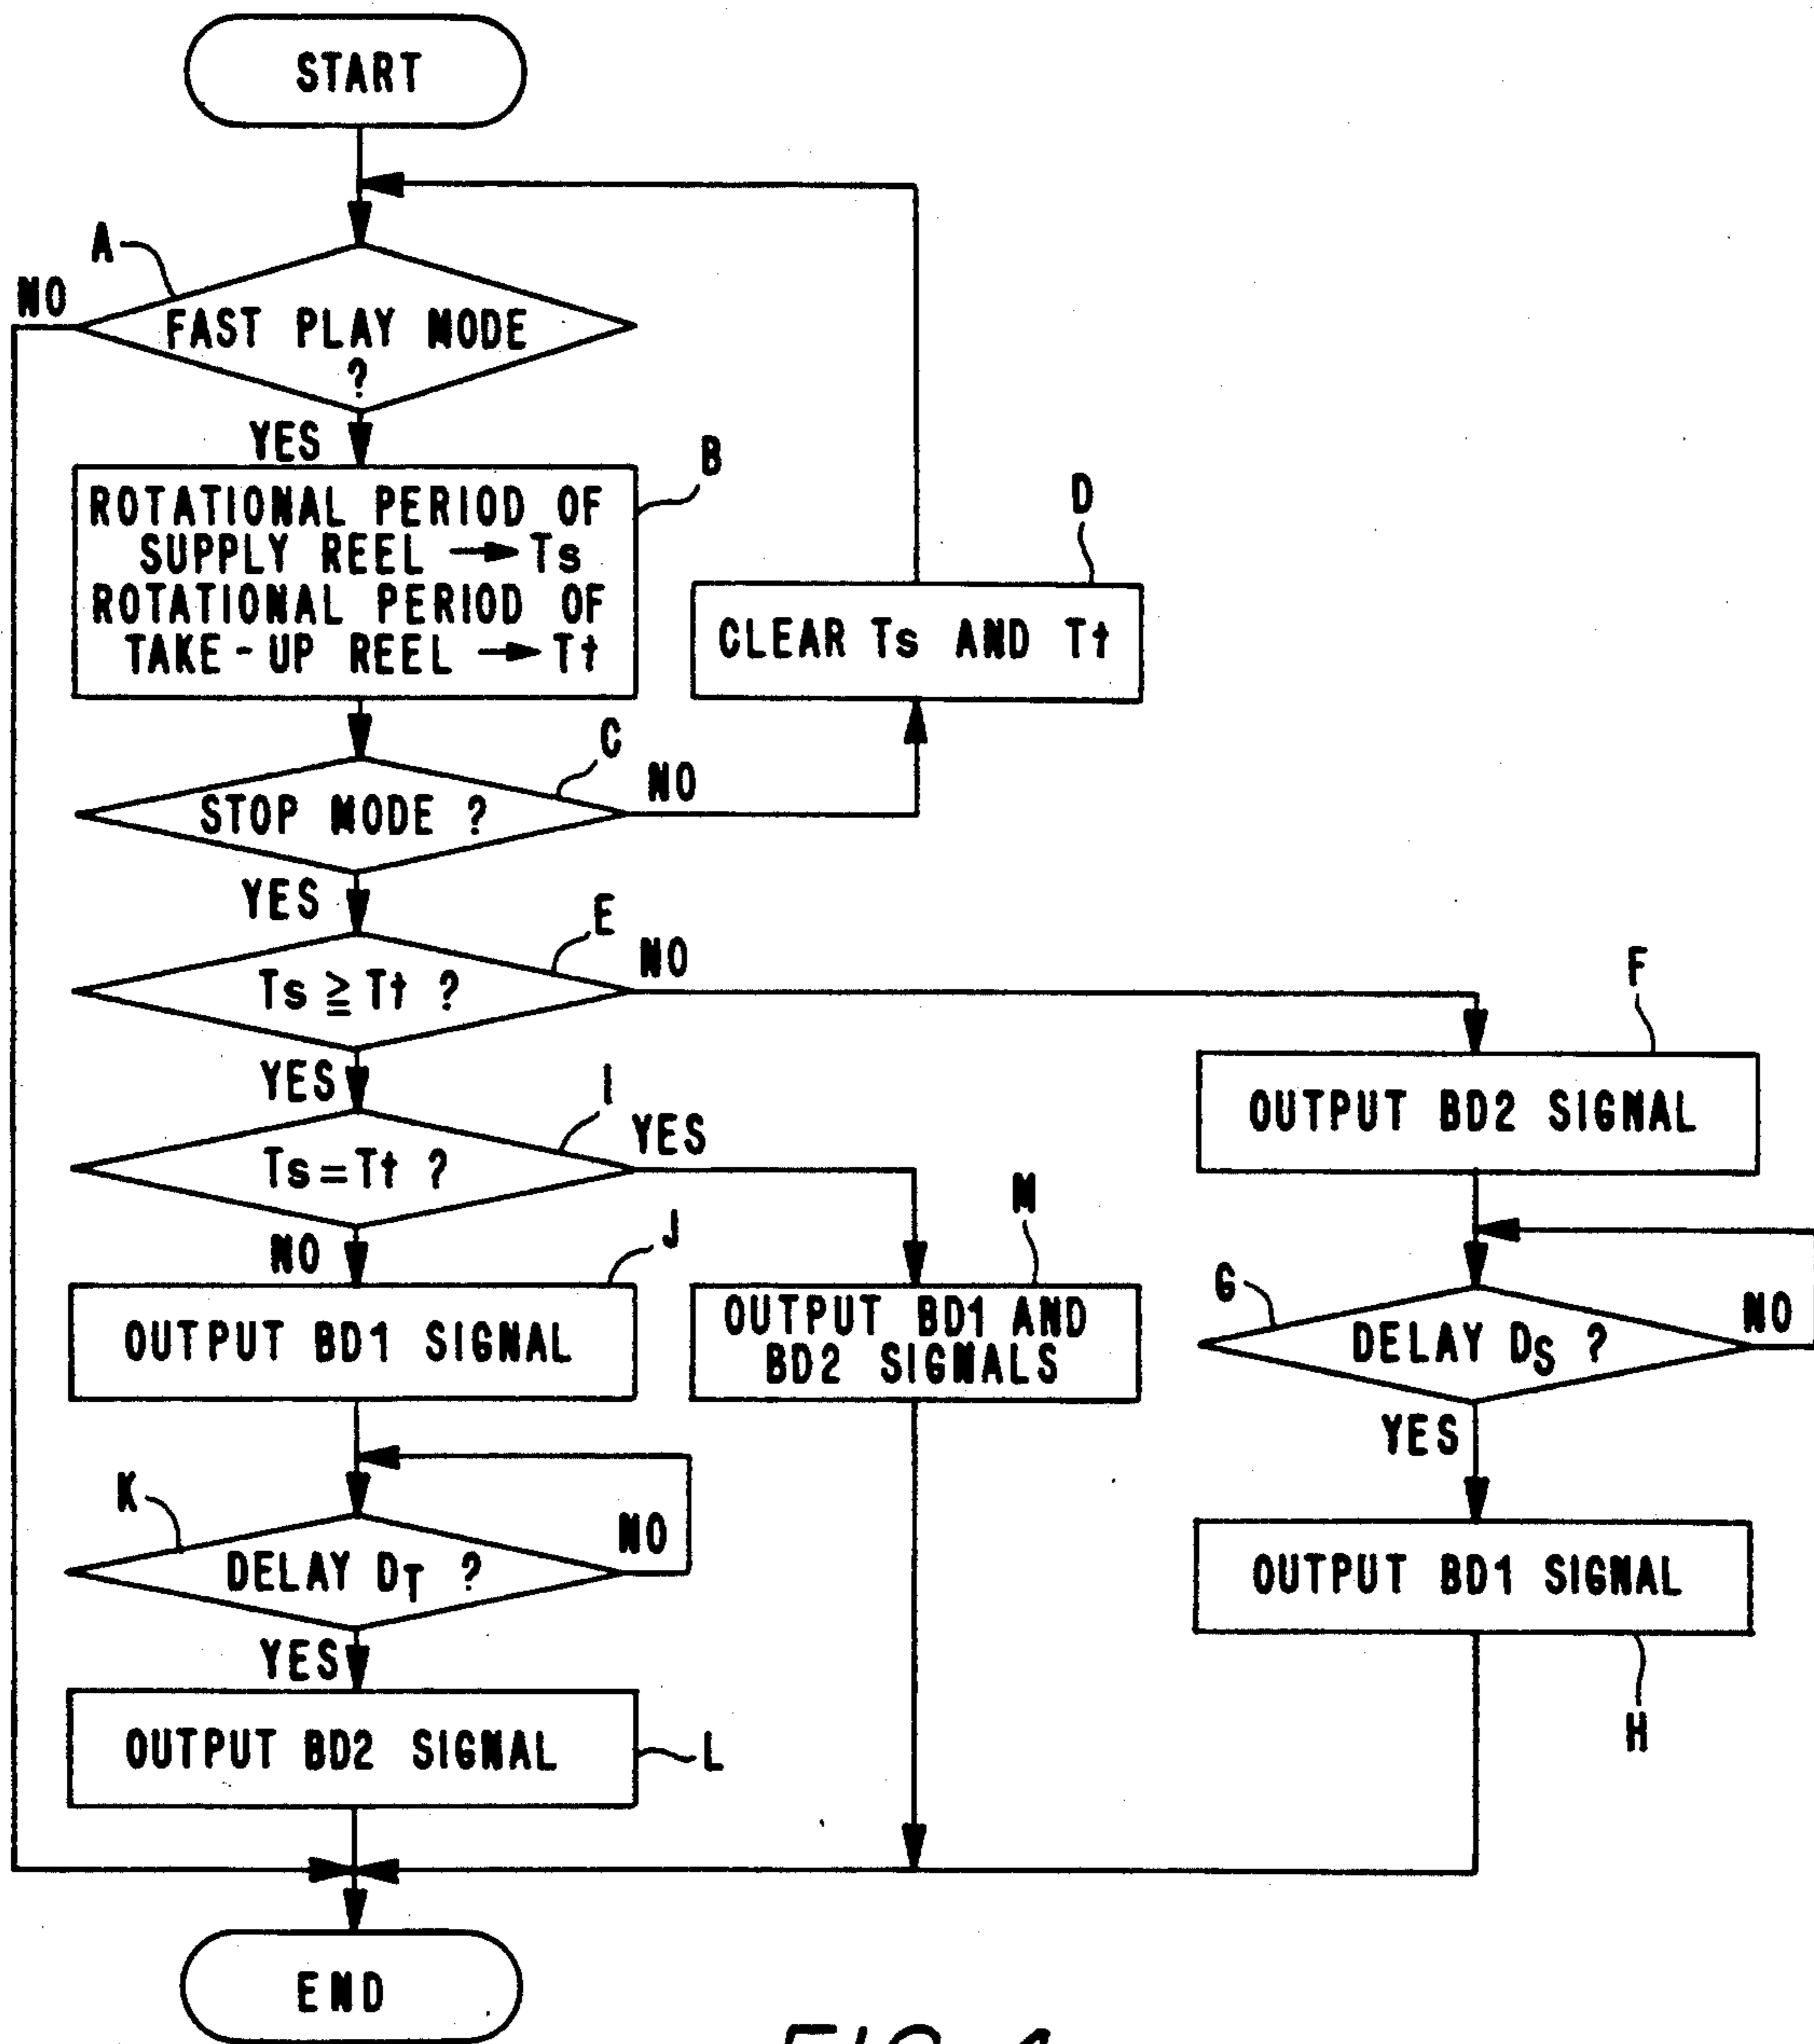 START
A
NO
FAST PLAY MODE
?
YES
B
ROTATIONAL PERIOD OF
SUPPLY REEL → Ts
ROTATIONAL PERIOD OF
TAKE-UP REEL → Tt
D
CLEAR Ts AND Tt
C
STOP MODE ?
NO
YES
E
Ts ≧ Tt ?
NO
F
OUTPUT BD2 SIGNAL
YES
I
Ts = Tt ?
YES
M
NO
J
OUTPUT BD1 SIGNAL
OUTPUT BD1 AND
BD2 SIGNALS
G
DELAY DS ?
NO
YES
K
DELAY DT ?
NO
OUTPUT BD1 SIGNAL
H
YES
OUTPUT BD2 SIGNAL
L
END